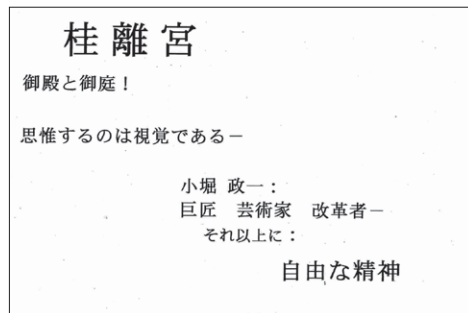 桂離宮
御殿と御庭！
思惟するのは視覚である－
小堀 政一：
巨匠　芸術家　改革者－
それ以上に：
自由な精神